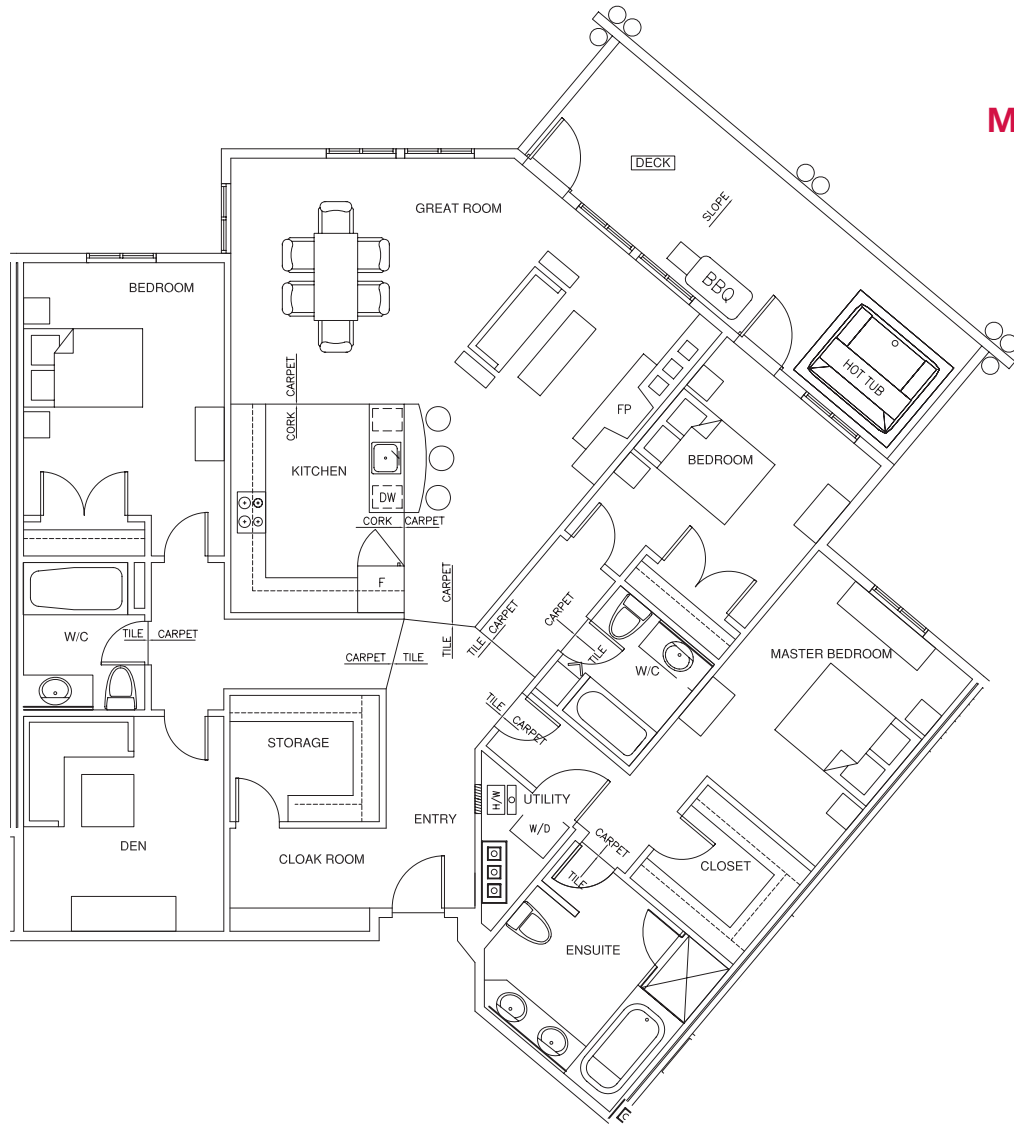 M
DECK
GREAT ROOM
SLOPE
BEDROOM
BBQ
HOT TUB
CARPET
CORK
FP
KITCHEN
BEDROOM
DW
CORK CARPET
F
CARPET
TILE
CARPET
TILE
CARPET
TILE
W/C
TILE CARPET
CARPET TILE
W/C
MASTER BEDROOM
TILE
CARPET
STORAGE
H/W
UTILITY
W/D
ENTRY
CARPET
TILE
DEN
CLOAK ROOM
CLOSET
ENSUITE